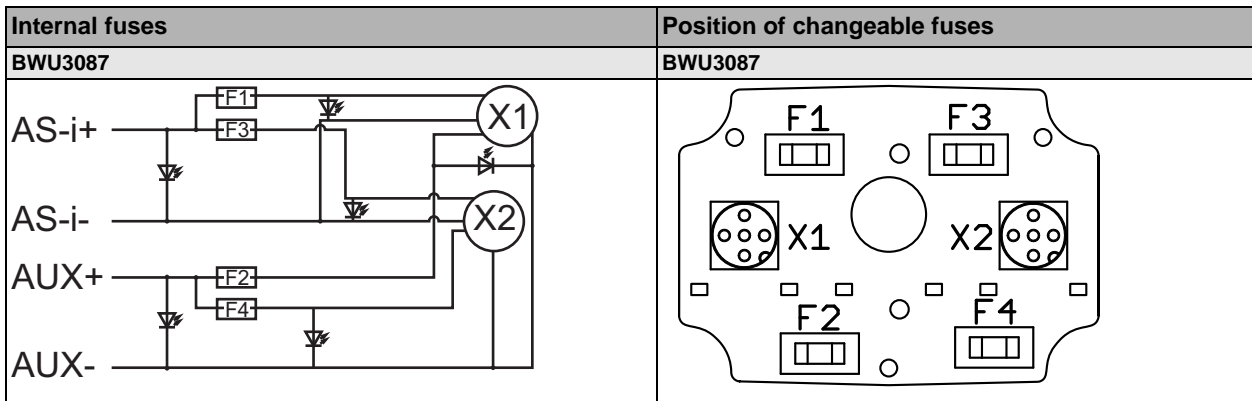 Internal fuses
Position of changeable fuses
BWU3087
BWU3087
AS-i+
F1
F3
X1
AS-i-
X2
AUX+
F2
F4
AUX-
F1
F3
X1
X2
F2
F4